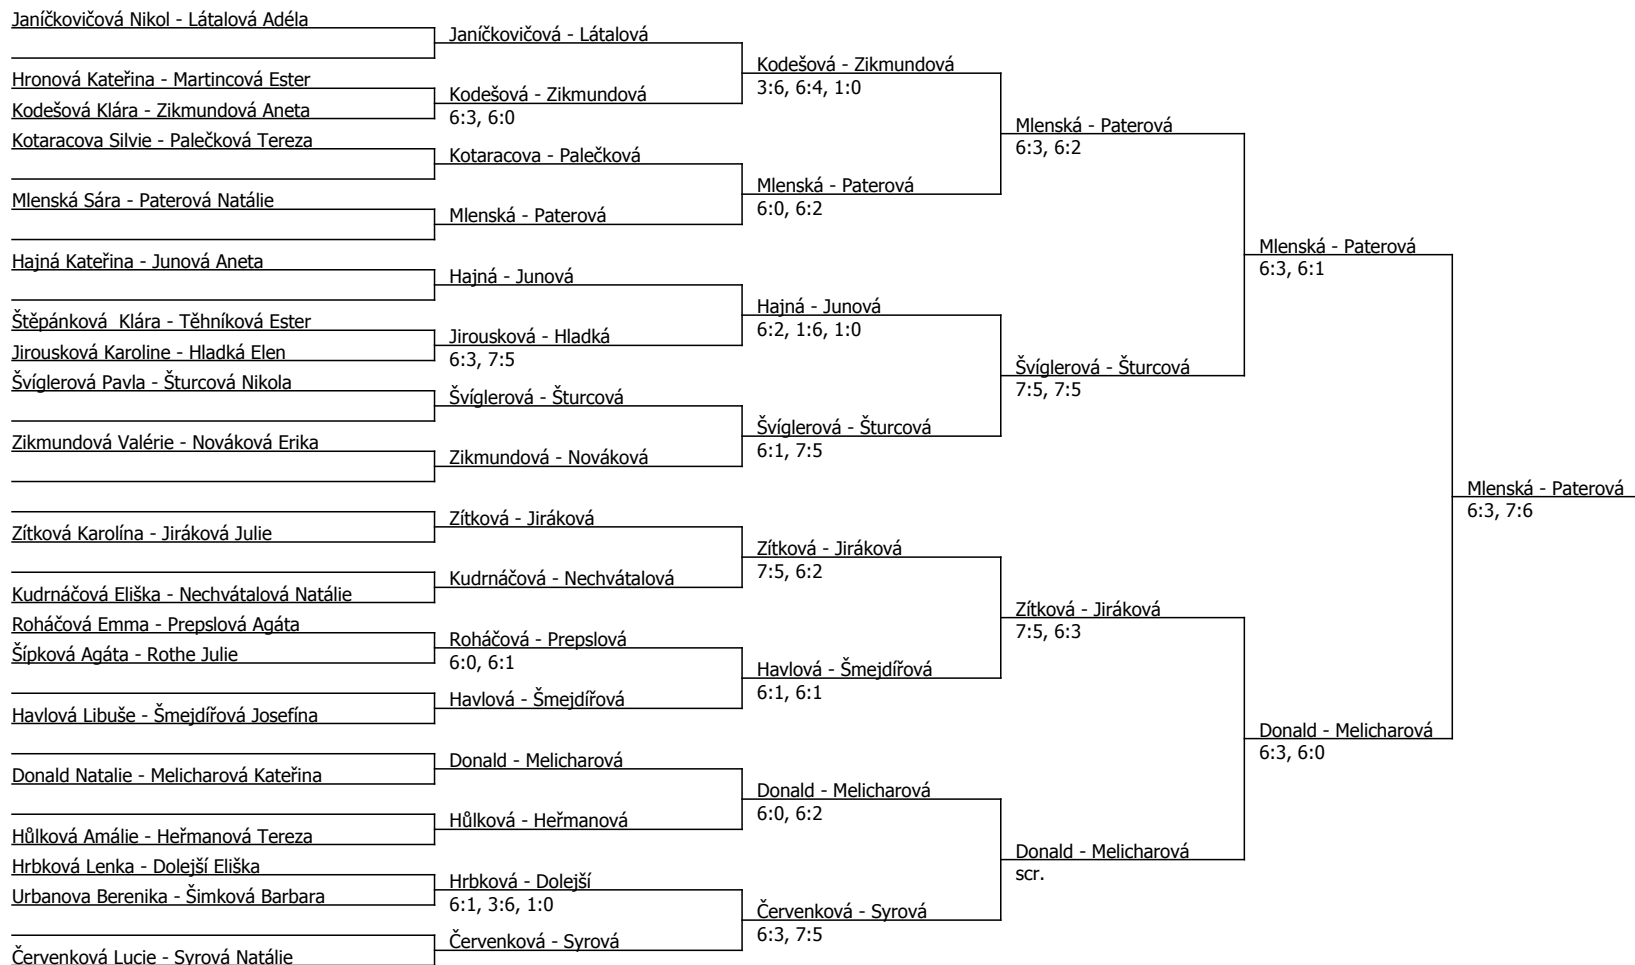 Janíčkovičová Nikol - Látalová Adéla
Hronová Kateřina - Martincová Ester
Kodešová Klára - Zikmundová Aneta
Kotaracova Silvie - Palečková Tereza
Mlenská Sára - Paterová Natálie
Hajná Kateřina - Junová Aneta
Štěpánková  Klára - Těhníková Ester
Jirousková Karoline - Hladká Elen
Švíglerová Pavla - Šturcová Nikola
Zikmundová Valérie - Nováková Erika
Zítková Karolína - Jiráková Julie
Kudrnáčová Eliška - Nechvátalová Natálie
Roháčová Emma - Prepslová Agáta
Šípková Agáta - Rothe Julie
Havlová Libuše - Šmejdířová Josefína
Donald Natalie - Melicharová Kateřina
Hůlková Amálie - Heřmanová Tereza
Hrbková Lenka - Dolejší Eliška
Urbanova Berenika - Šimková Barbara
Červenková Lucie - Syrová Natálie
Janíčkovičová - Látalová
Kodešová - Zikmundová
6:3, 6:0
Kotaracova - Palečková
Mlenská - Paterová
Hajná - Junová
Jirousková - Hladká
6:3, 7:5
Švíglerová - Šturcová
Zikmundová - Nováková
Zítková - Jiráková
Kudrnáčová - Nechvátalová
Roháčová - Prepslová
6:0, 6:1
Havlová - Šmejdířová
Donald - Melicharová
Hůlková - Heřmanová
Hrbková - Dolejší
6:1, 3:6, 1:0
Červenková - Syrová
Kodešová - Zikmundová
3:6, 6:4, 1:0
Mlenská - Paterová
6:0, 6:2
Hajná - Junová
6:2, 1:6, 1:0
Švíglerová - Šturcová
6:1, 7:5
Zítková - Jiráková
7:5, 6:2
Havlová - Šmejdířová
6:1, 6:1
Donald - Melicharová
6:0, 6:2
Červenková - Syrová
6:3, 7:5
Mlenská - Paterová
6:3, 6:2
Švíglerová - Šturcová
7:5, 7:5
Zítková - Jiráková
7:5, 6:3
Donald - Melicharová
scr.
Mlenská - Paterová
6:3, 6:1
Donald - Melicharová
6:3, 6:0
Mlenská - Paterová
6:3, 7:6